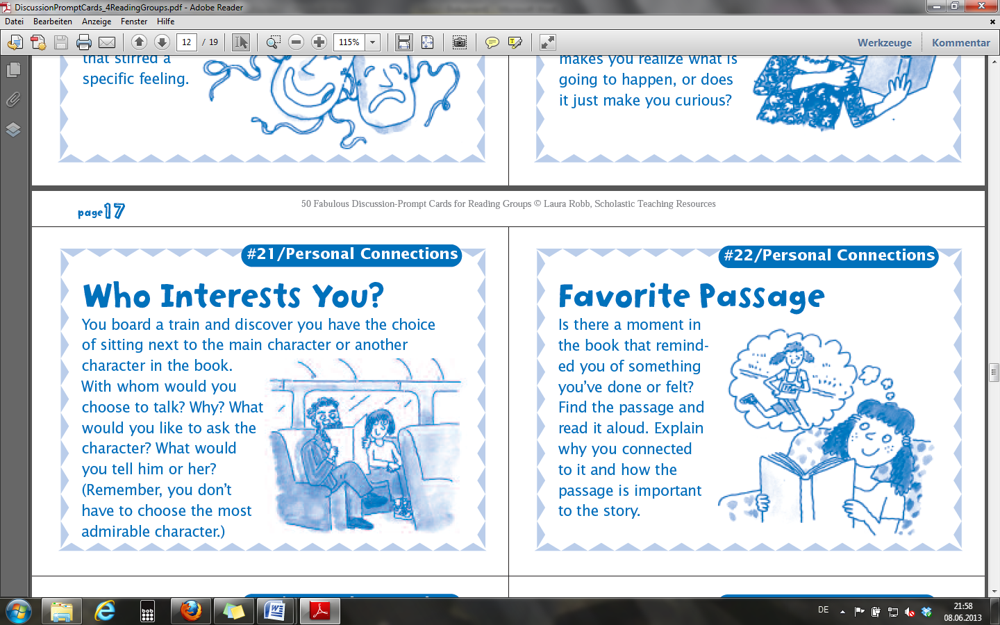 DiscussionPromptCards_4ReadingGroups.pdf - Adobe Reader
Datei Bearbeiten Anzeige Fenster Hilfe
12 / 19
115%
Werkzeuge
Kommentar
that stirred a
specific feeling.
makes you realize what is
going to happen, or does
it just make you curious?
page17
50 Fabulous Discussion-Prompt Cards for Reading Groups © Laura Robb, Scholastic Teaching Resources
#21/Personal Connections
Who Interests You?
You board a train and discover you have the choice
of sitting next to the main character or another
character in the book.
With whom would you
choose to talk? Why? What
would you like to ask the
character? What would
you tell him or her?
(Remember, you don't
have to choose the most
admirable character.)
#22/Personal Connections
Favorite Passage
Is there a moment in
the book that remind-
ed you of something
you've done or felt?
Find the passage and
read it aloud. Explain
why you connected
to it and how the
passage is important
to the story.
DE
21:58
08.06.2013